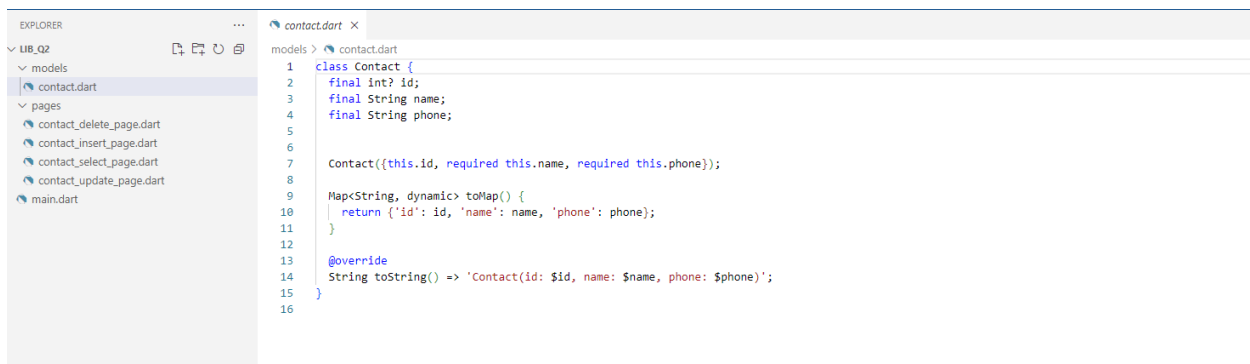 EXPLORER
LIB_Q2
models
contact.dart
pages
contact_delete_page.dart
contact_insert_page.dart
contact_select_page.dart
contact_update_page.dart
main.dart
contact.dart
models > contact.dart
1 class Contact {
2 final int? id;
3 final String name;
4 final String phone;
5
6
7 Contact({this.id, required this.name, required this.phone});
8
9 Map<String, dynamic> toMap() {
10 return {'id': id, 'name': name, 'phone': phone};
11 }
12
13 @override
14 String toString() => 'Contact(id: $id, name: $name, phone: $phone)';
15 }
16